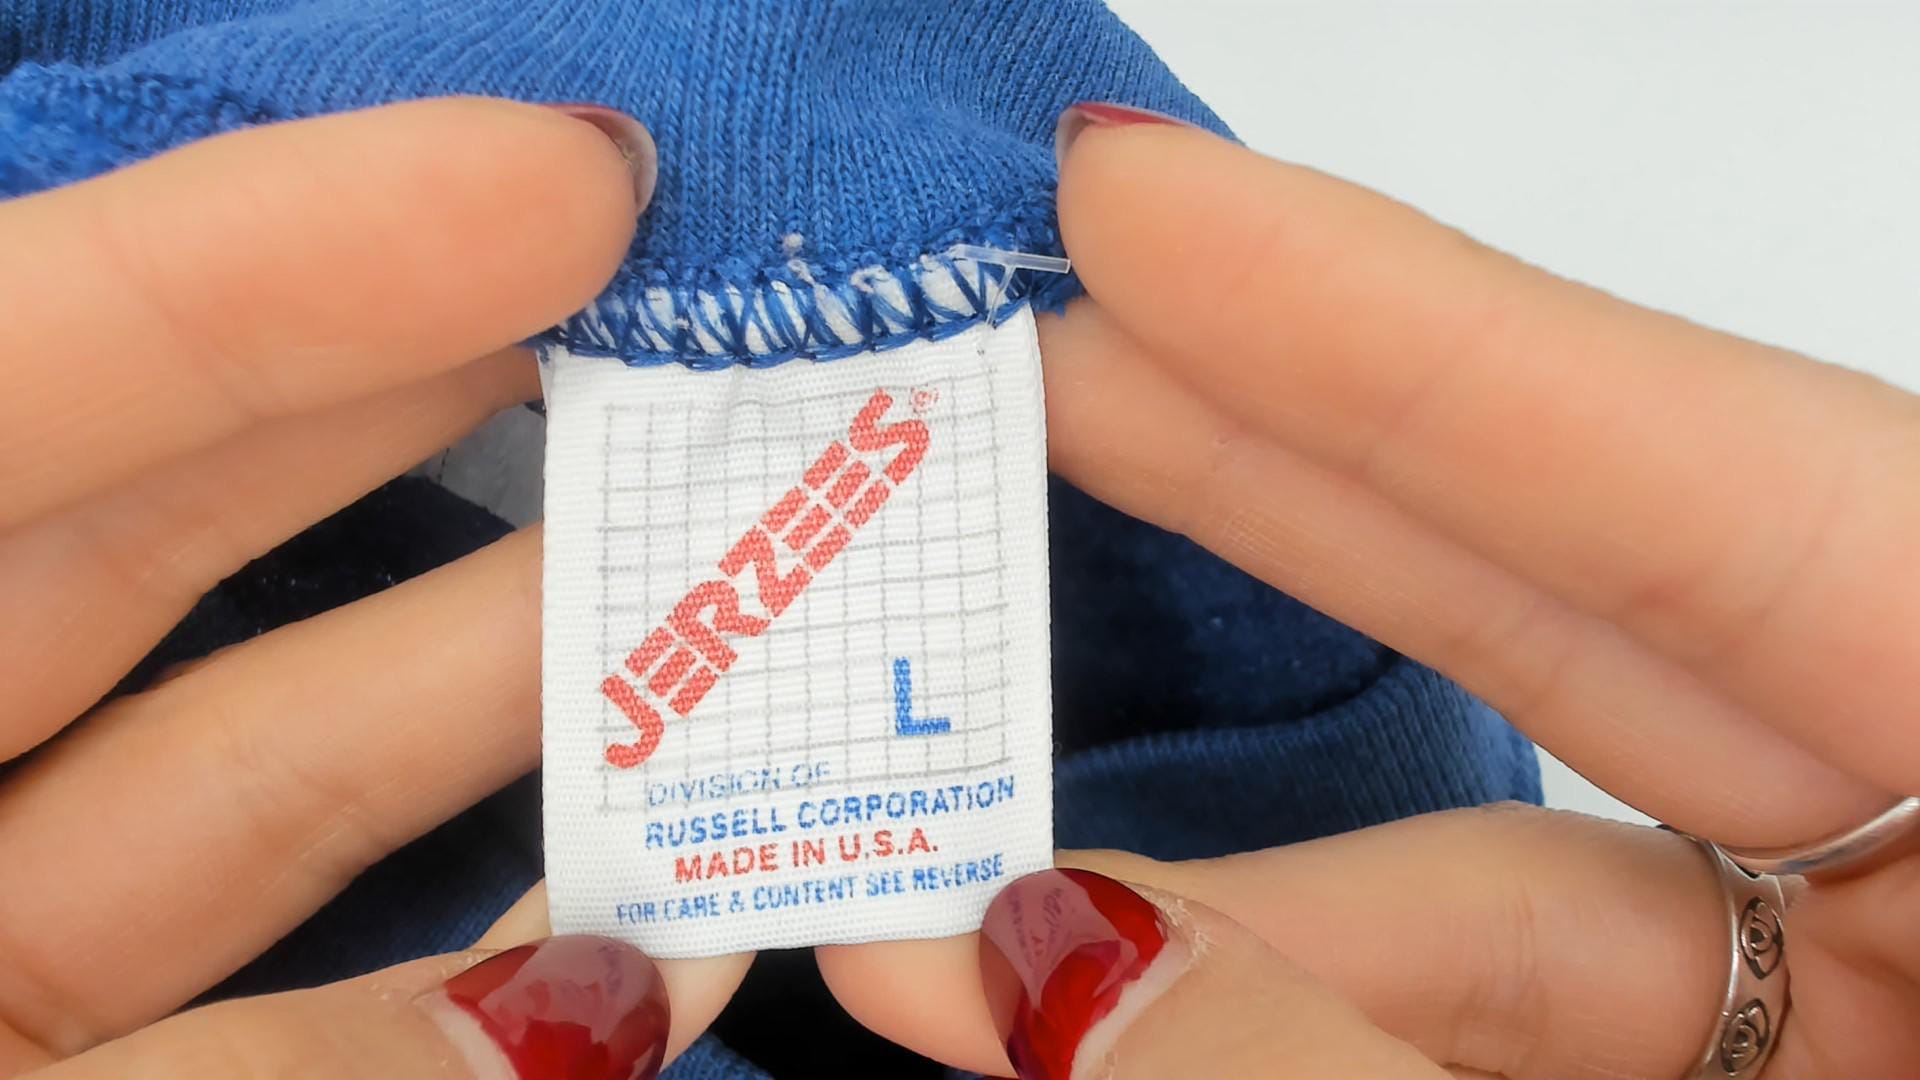 JERZEES®
L
DIVISION OF
RUSSELL CORPORATION
MADE IN U.S.A.
FOR CARE & CONTENT SEE REVERSE